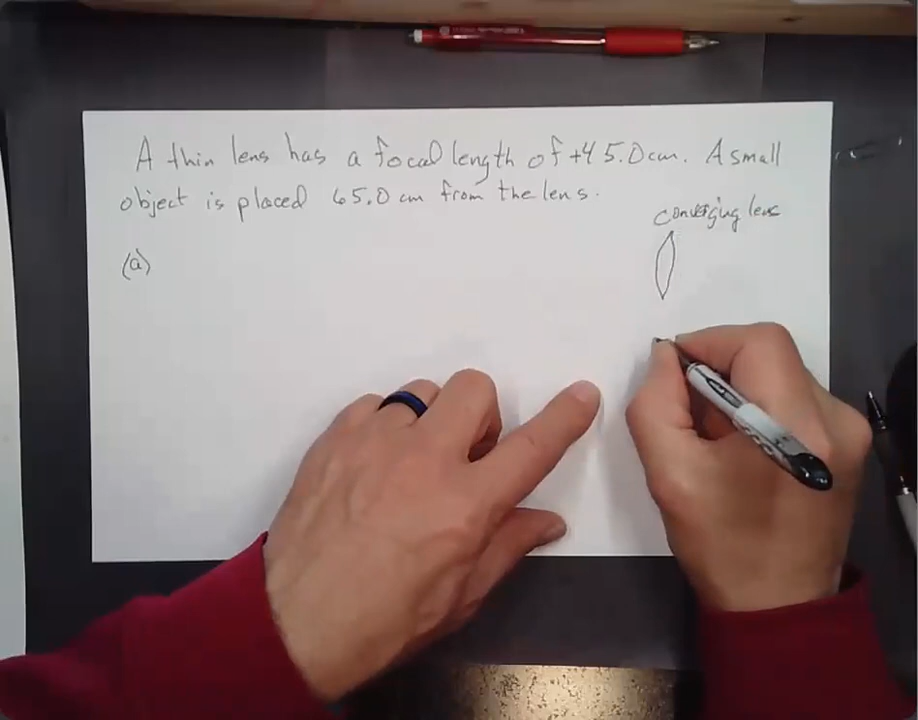 A thin lens has a focal length of +45.0cm. A small
object is placed 65.0 cm from the lens.
converging lens
(a)